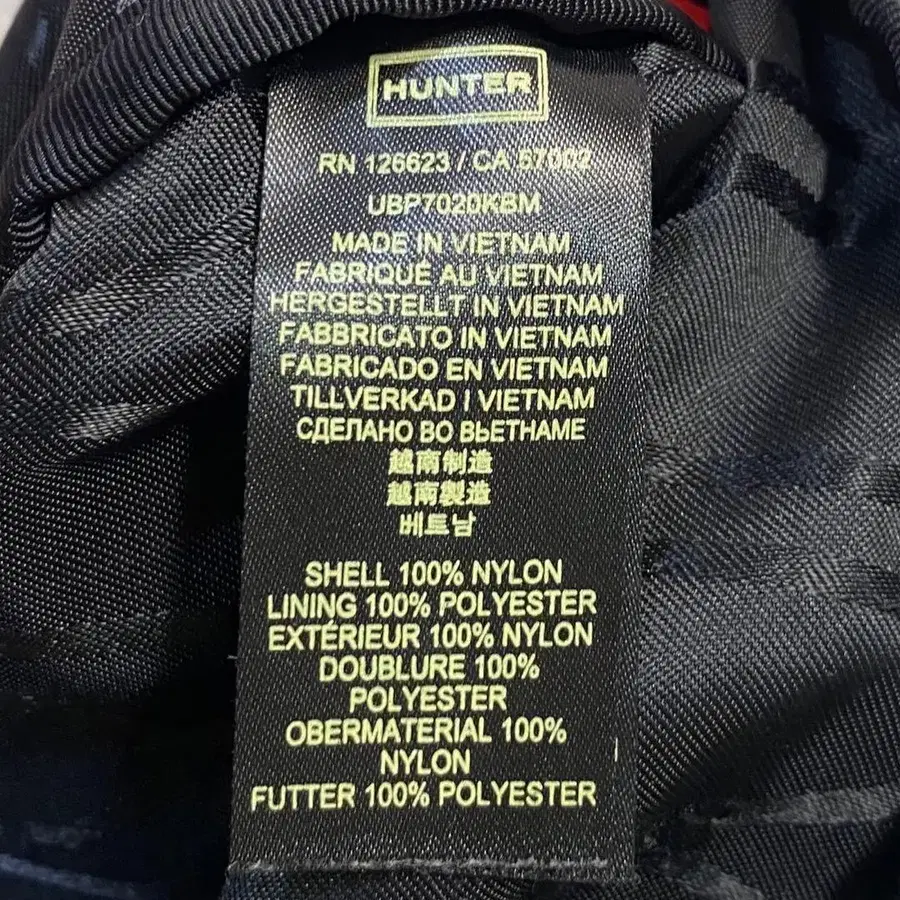 HUNTER
RN 126623 / CA 57002
UBP7020KBM
MADE IN VIETNAM
FABRIQUÉ AU VIETNAM
HERGESTELLT IN VIETNAM
FABBRICATO IN VIETNAM
FABRICADO EN VIETNAM
TILLVERKAD I VIETNAM
СДЕЛАНО ВО ВЬЕТНАМЕ
越南制造
越南製造
베트남
SHELL 100% NYLON
LINING 100% POLYESTER
EXTÉRIEUR 100% NYLON
DOUBLURE 100%
POLYESTER
OBERMATERIAL 100%
NYLON
FUTTER 100% POLYESTER